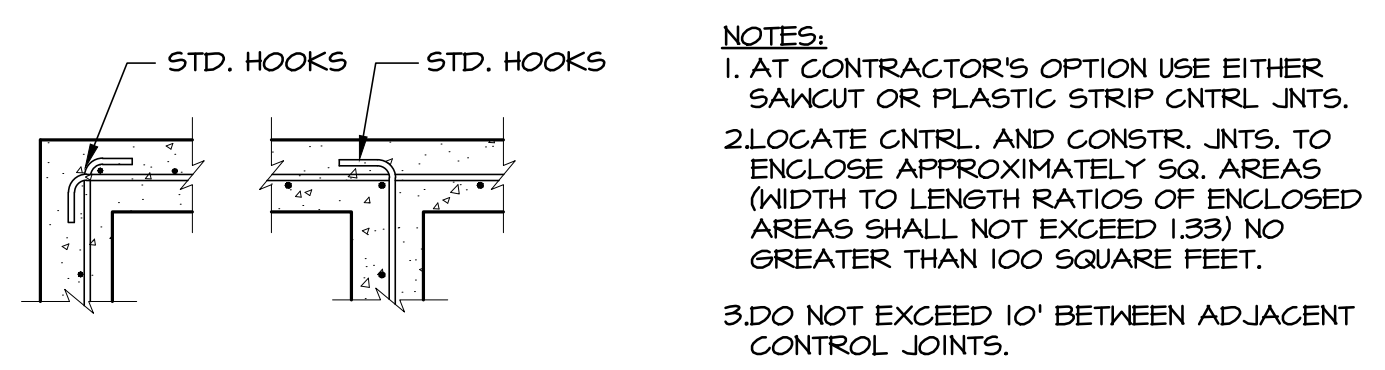 STD. HOOKS
STD. HOOKS
NOTES:
1. AT CONTRACTOR'S OPTION USE EITHER
SAWCUT OR PLASTIC STRIP CNTRL JNTS.
2.LOCATE CNTRL. AND CONSTR. JNTS. TO
ENCLOSE APPROXIMATELY SQ. AREAS
(WIDTH TO LENGTH RATIOS OF ENCLOSED
AREAS SHALL NOT EXCEED 1.33) NO
GREATER THAN 100 SQUARE FEET.
3.DO NOT EXCEED 10' BETWEEN ADJACENT
CONTROL JOINTS.